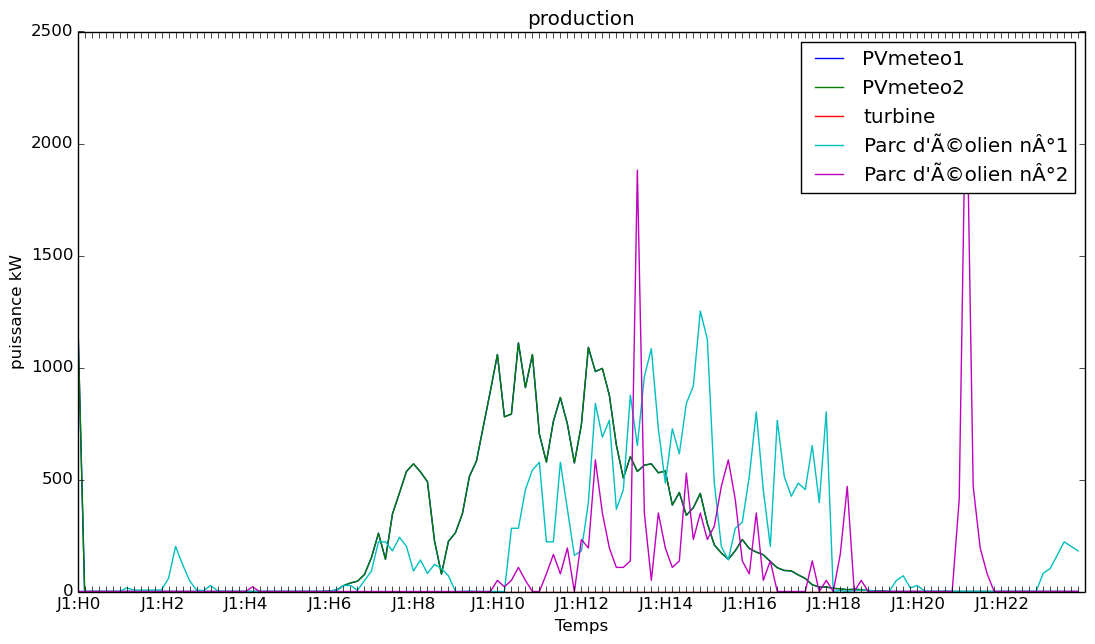 production
2500
2000
1500
1000
500
0
puissance kW
PVmeteo1
PVmeteo2
turbine
Parc d'Ã©olien nÂ°1
Parc d'Ã©olien nÂ°2
J1:H0 J1:H2 J1:H4 J1:H6 J1:H8 J1:H10 J1:H12 J1:H14 J1:H16 J1:H18 J1:H20 J1:H22
Temps